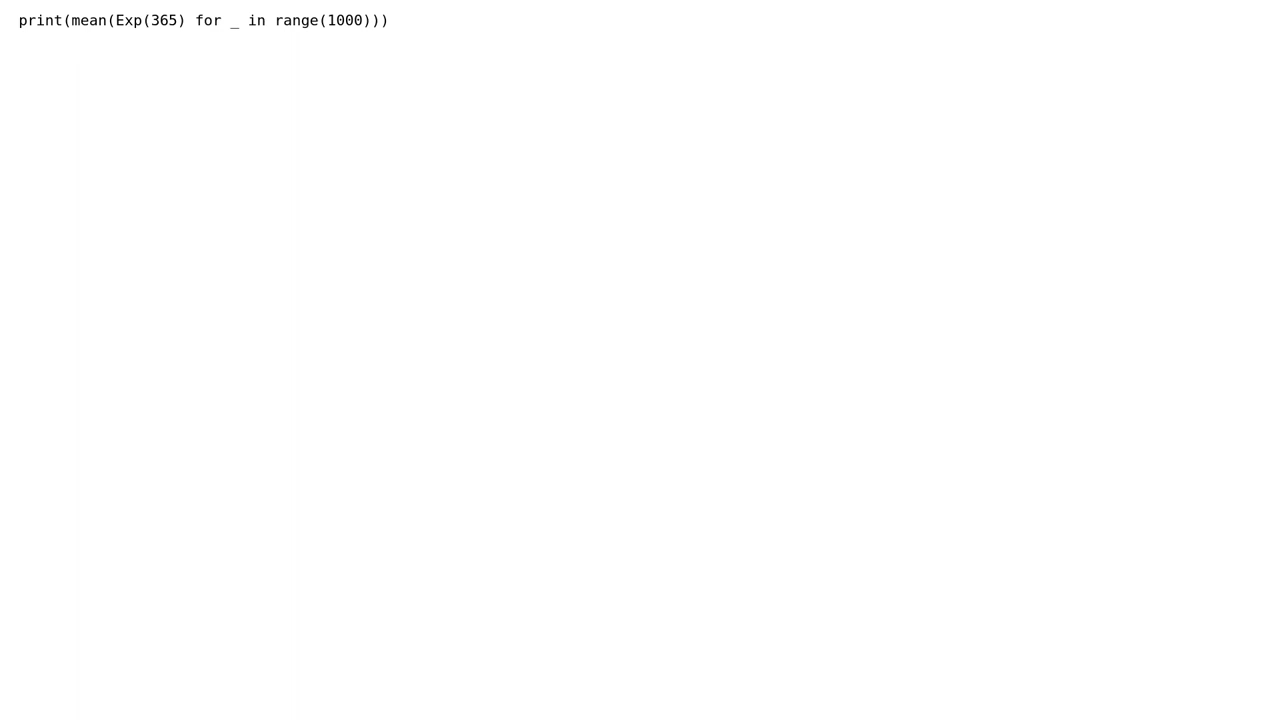 print(mean(Exp(365) for _ in range(1000)))